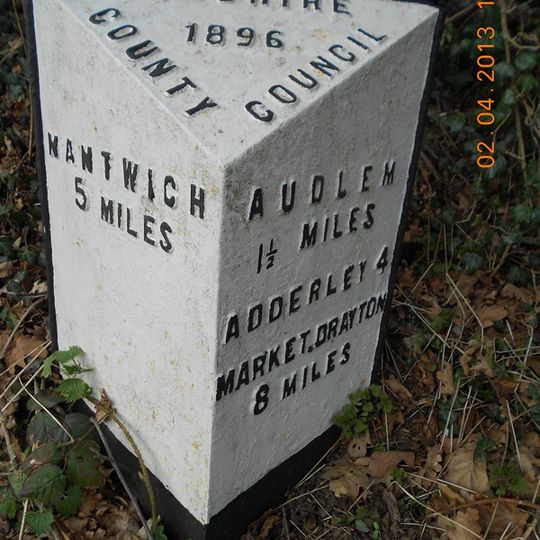 1896
COUNTY
COUNCIL
NANTWICH
5 MILES
AUDLEM
1½ MILES
ADDERLEY 4
MARKET.DRAYTON
8 MILES
02.04.2013